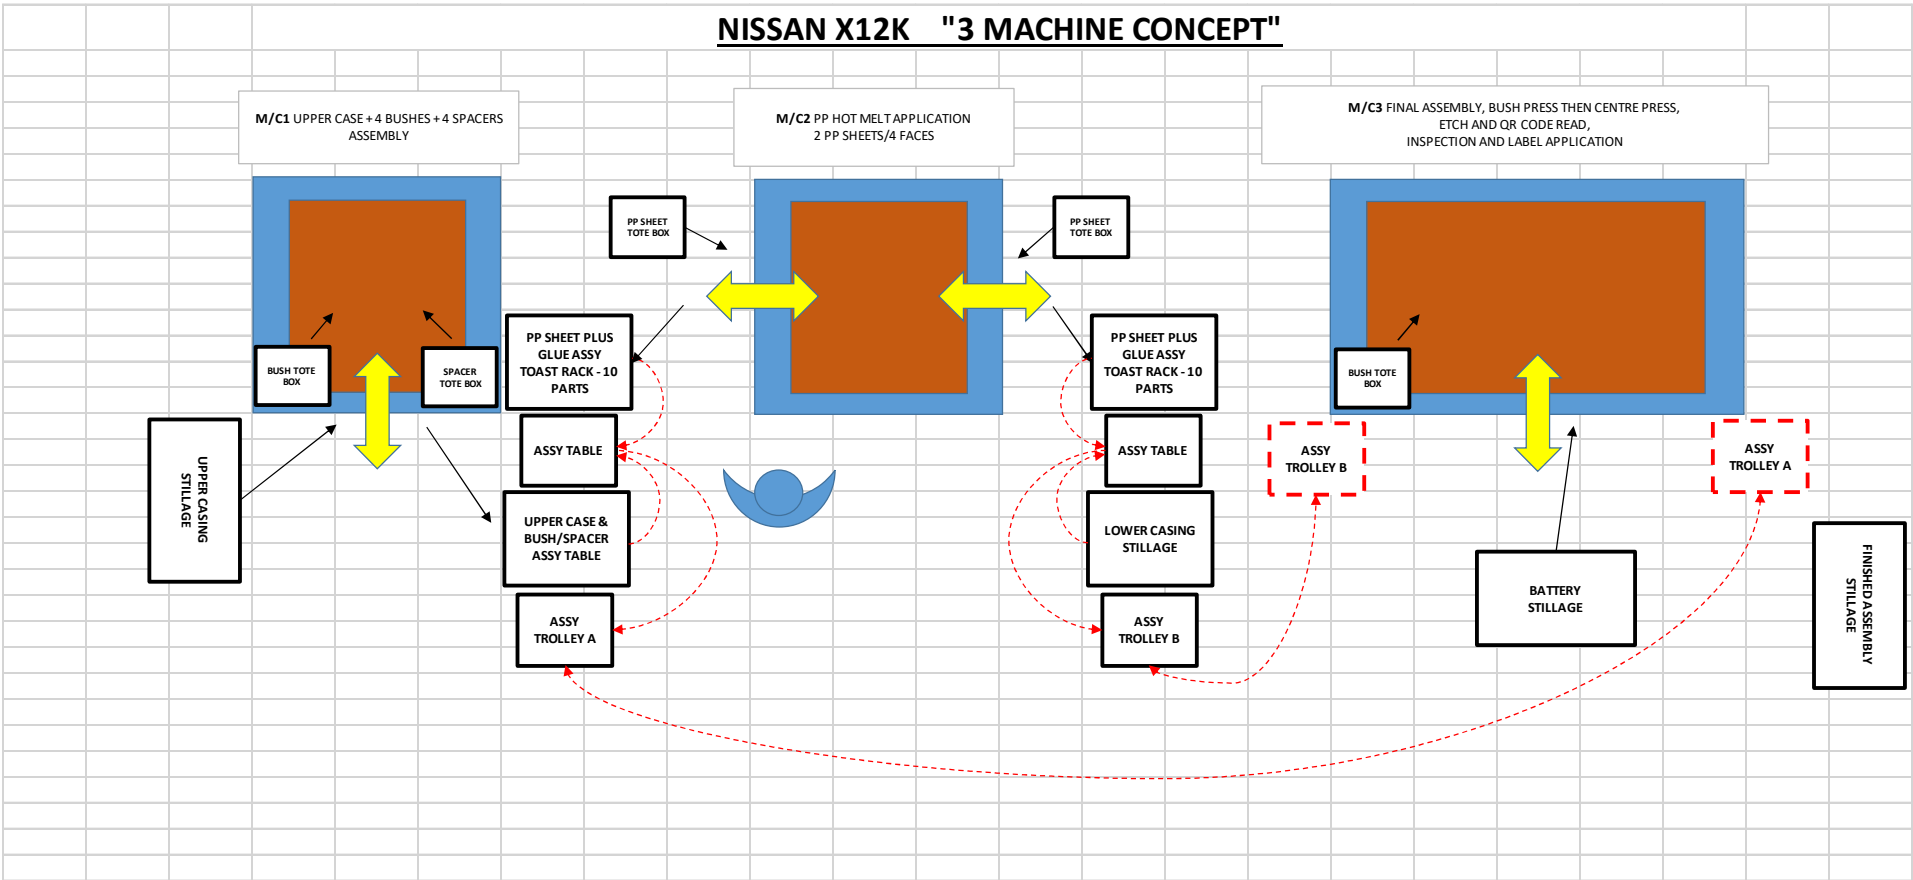 NISSAN X12K "3 MACHINE CONCEPT"
M/C1 UPPER CASE + 4 BUSHES + 4 SPACERS
ASSEMBLY
M/C2 PP HOT MELT APPLICATION
2 PP SHEETS/4 FACES
M/C3 FINAL ASSEMBLY, BUSH PRESS THEN CENTRE PRESS,
ETCH AND QR CODE READ,
INSPECTION AND LABEL APPLICATION
PP SHEET
TOTE BOX
PP SHEET
TOTE BOX
BUSH TOTE
BOX
SPACER
TOTE BOX
PP SHEET PLUS
GLUE ASSY
TOAST RACK - 10
PARTS
PP SHEET PLUS
GLUE ASSY
TOAST RACK - 10
PARTS
BUSH TOTE
BOX
UPPER CASING
STILLAGE
ASSY TABLE
ASSY TABLE
ASSY
TROLLEY B
ASSY
TROLLEY A
UPPER CASE &
BUSH/SPACER
ASSY TABLE
LOWER CASING
STILLAGE
BATTERY
STILLAGE
FINISHED ASSEMBLY
STILLAGE
ASSY
TROLLEY A
ASSY
TROLLEY B